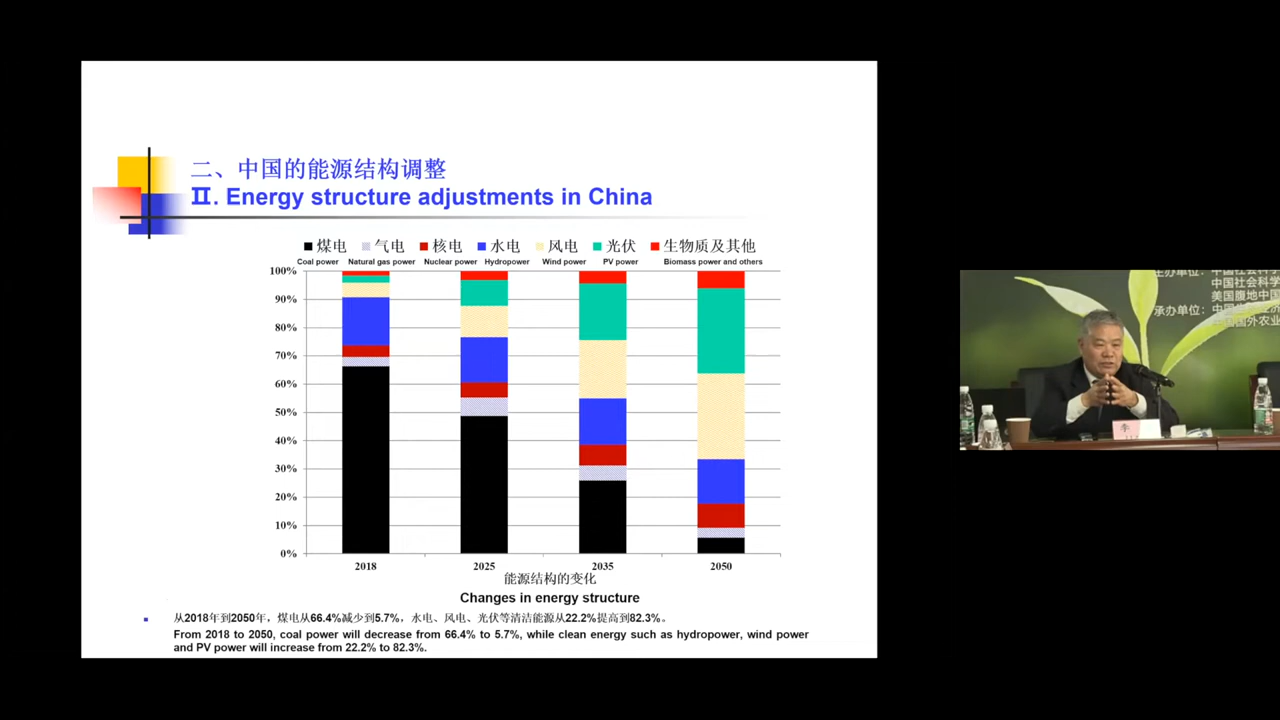 二、中国的能源结构调整
II. Energy structure adjustments in China
煤电 气电 核电 水电 风电 光伏 生物质及其他
Coal power Natural gas power Nuclear power Hydropower Wind power PV power Biomass power and others
100%
90%
80%
70%
60%
50%
40%
30%
20%
10%
0%
2018 2025 2035 2050
能源结构的变化
Changes in energy structure
从2018年到2050年，煤电从66.4%减少到5.7%，水电、风电、光伏等清洁能源从22.2%提高到82.3%。
From 2018 to 2050, coal power will decrease from 66.4% to 5.7%, while clean energy such as hydropower, wind power
and PV power will increase from 22.2% to 82.3%.
主办单位：中国社会科学
中国社会科学
美国腹地中国
承办单位：
国外农业
李